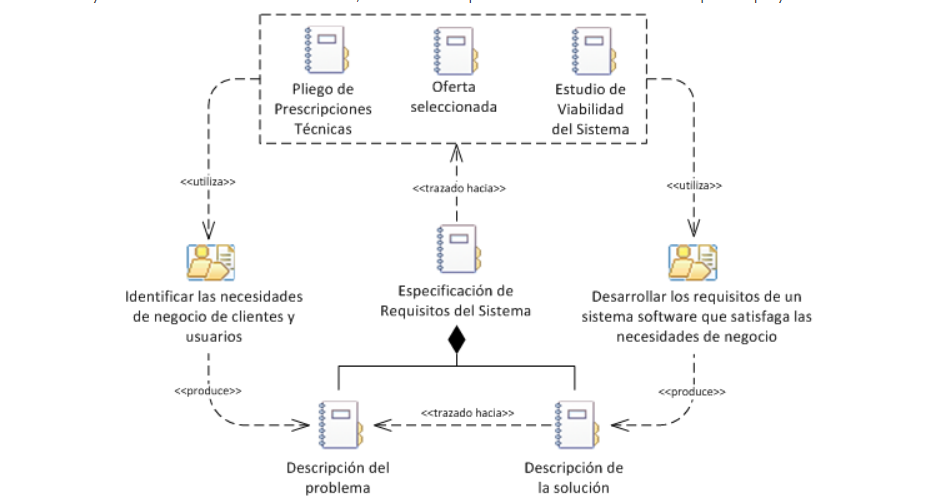 Pliego de
Prescripciones
Técnicas
Oferta
seleccionada
Estudio de
Viabilidad
del Sistema
<<utiliza>>
<<trazado hacia>>
<<utiliza>>
Identificar las necesidades
de negocio de clientes y
usuarios
Especificación de
Requisitos del Sistema
Desarrollar los requisitos de un
sistema software que satisfaga las
necesidades de negocio
<<produce>>
<<trazado hacia>>
<<produce>>
Descripción del
problema
Descripción de
la solución